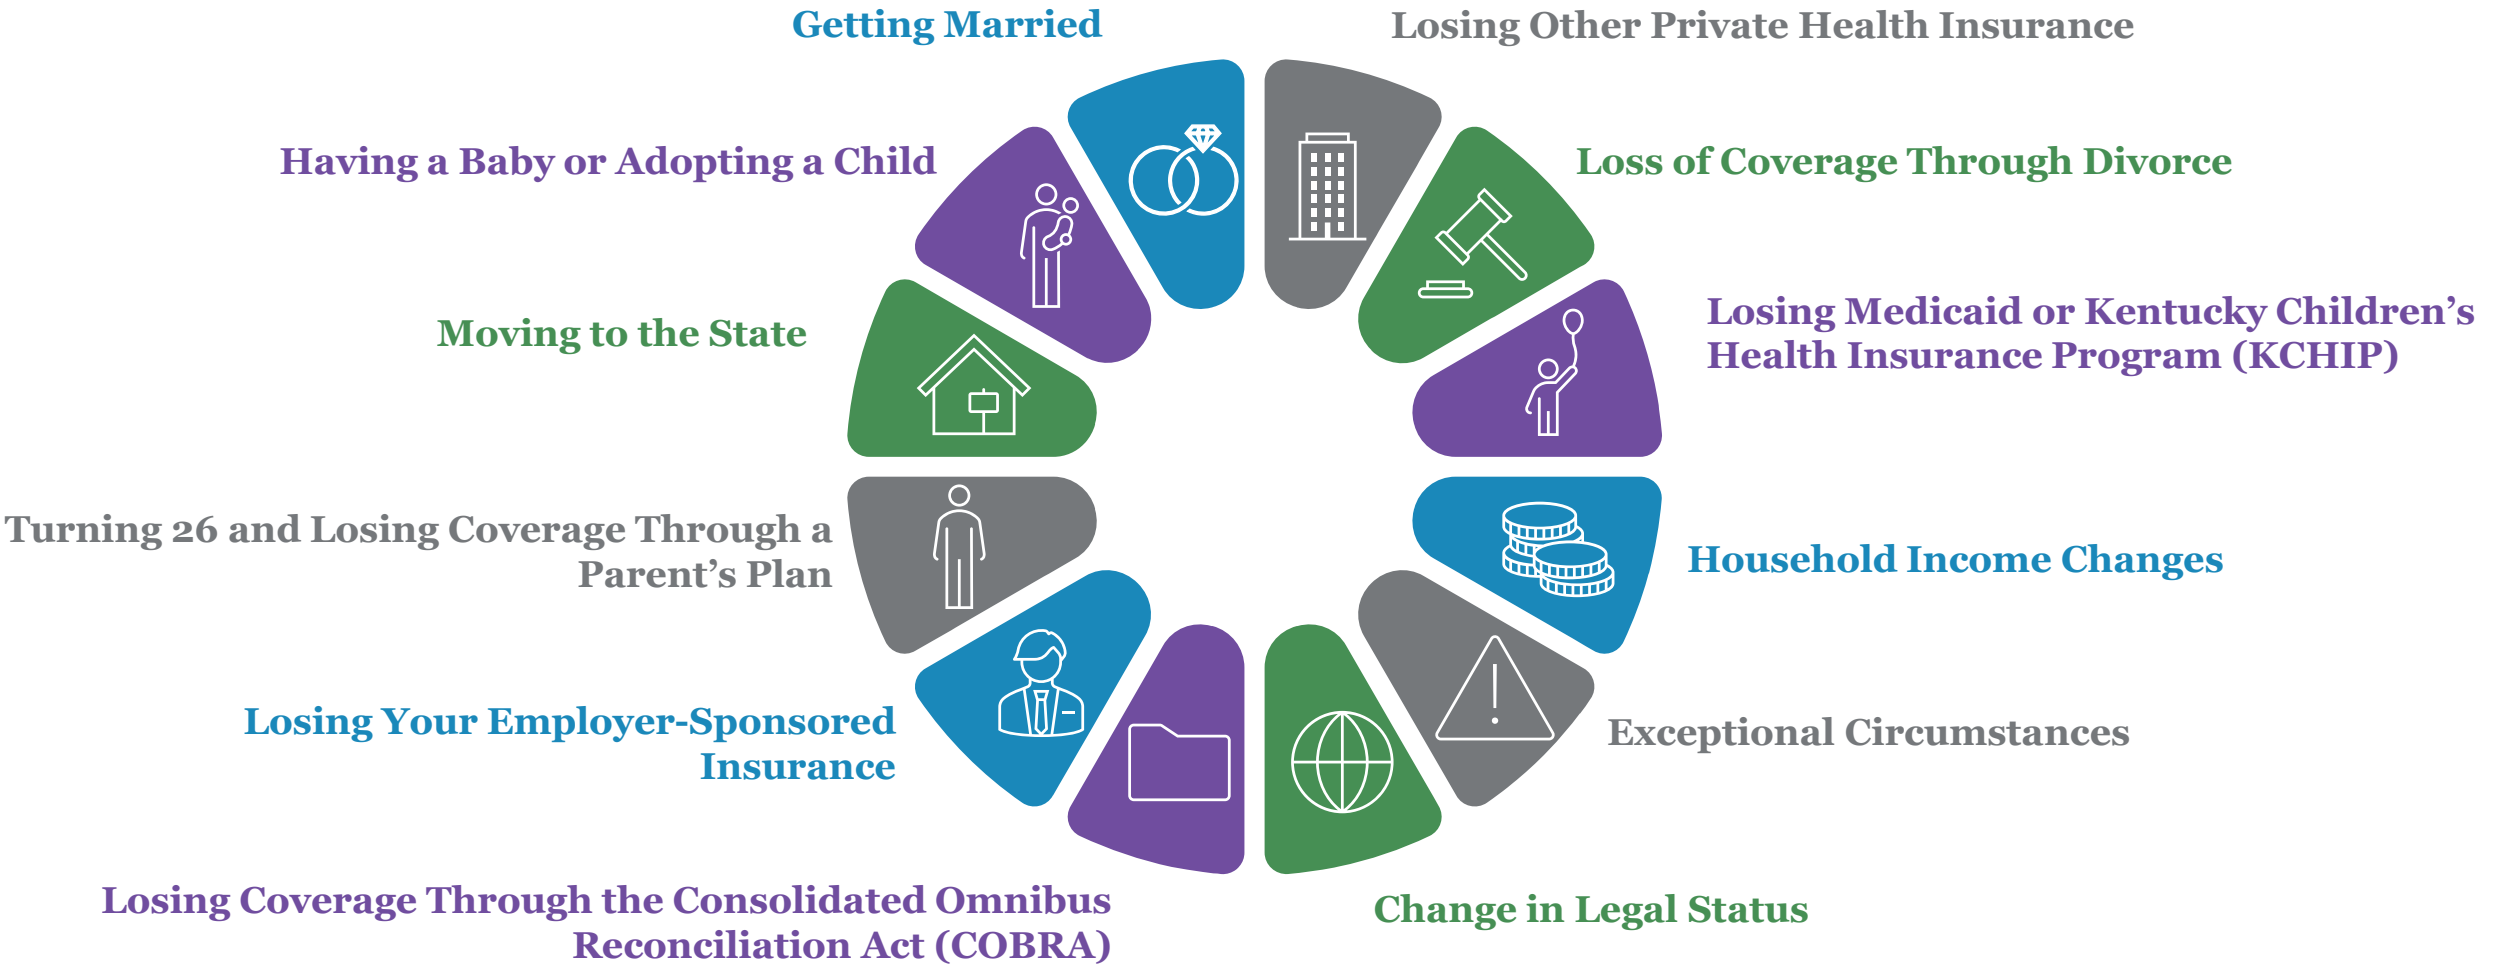 Getting Married
Losing Other Private Health Insurance
Having a Baby or Adopting a Child
Loss of Coverage Through Divorce
Moving to the State
Losing Medicaid or Kentucky Children’s
Health Insurance Program (KCHIP)
Turning 26 and Losing Coverage Through a
Parent’s Plan
Household Income Changes
Losing Your Employer-Sponsored
Insurance
Exceptional Circumstances
Losing Coverage Through the Consolidated Omnibus
Reconciliation Act (COBRA)
Change in Legal Status